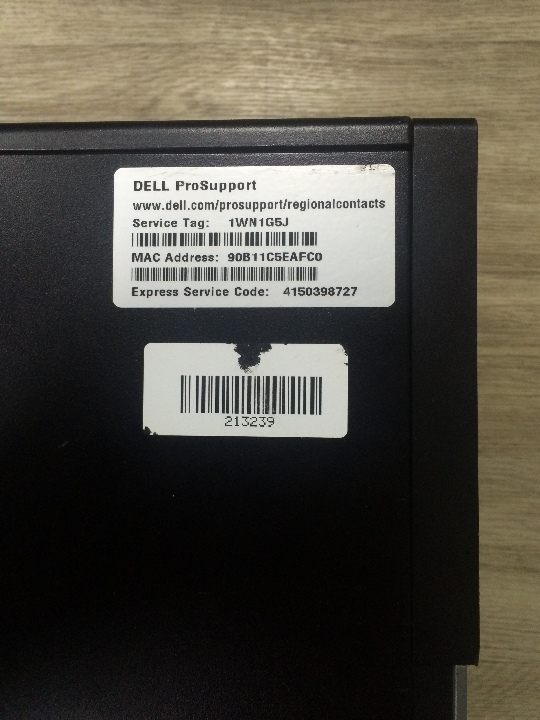 DELL ProSupport
www.dell.com/prosupport/regionalcontacts
Service Tag: 1WN1G5J
MAC Address: 90B11C5EAFC0
Express Service Code: 4150398727
213239